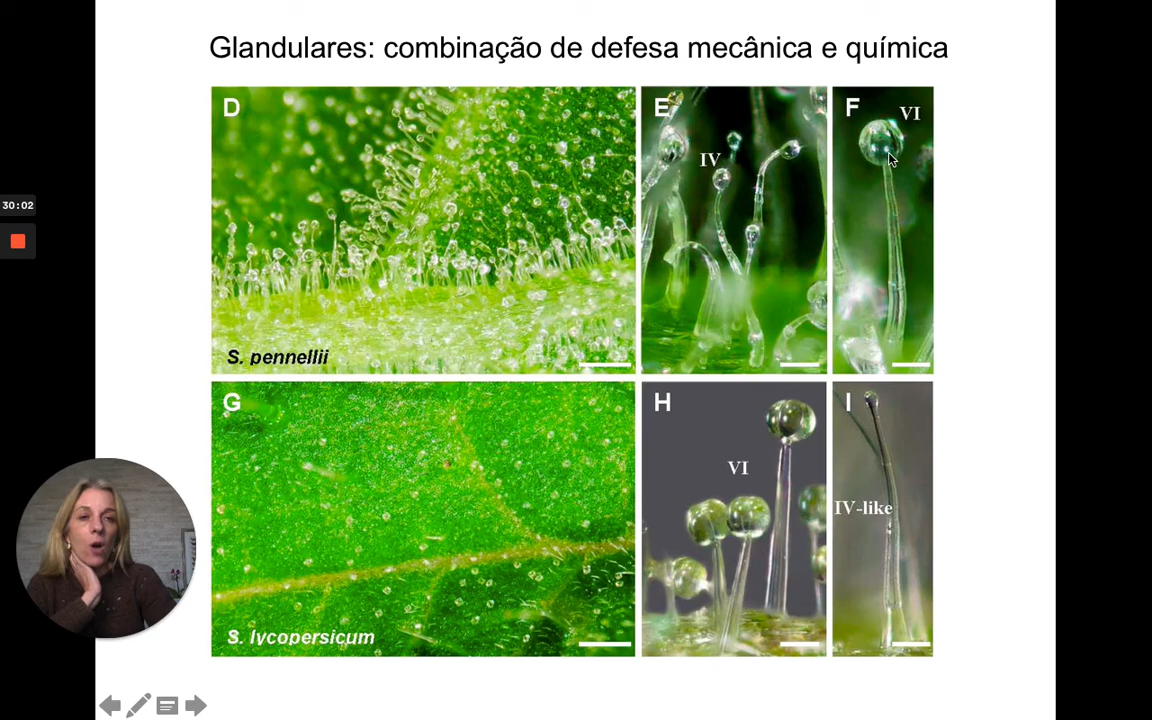 Glandulares: combinação de defesa mecânica e química
D
E
IV
F
VI
30:02
S. pennellii
G
H
VI
I
IV-like
S. lycopersicum